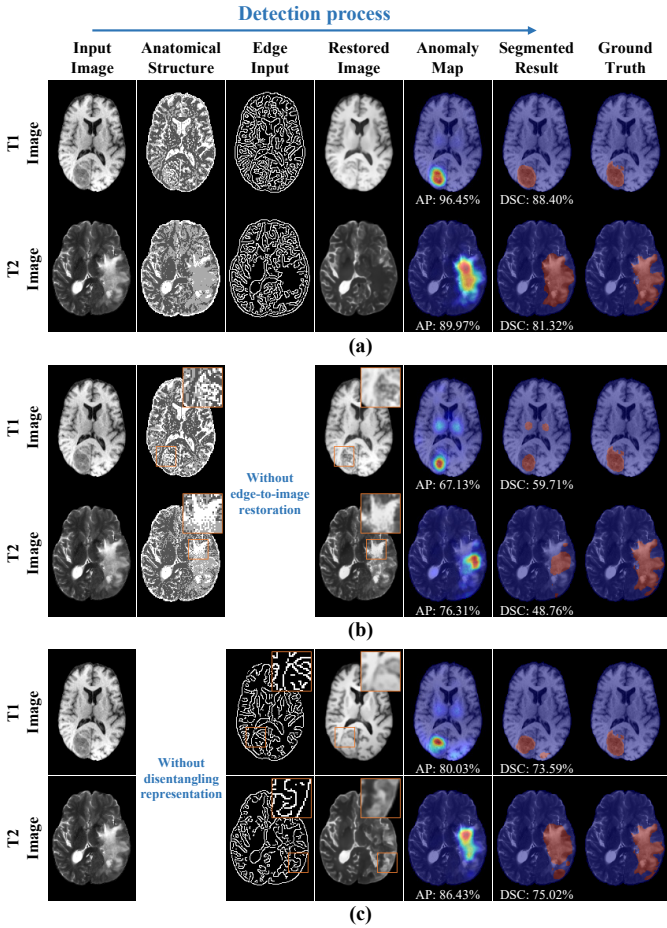 Detection process
Input Image
Anatomical Structure
Edge Input
Restored Image
Anomaly Map
Segmented Result
Ground Truth
T1 Image
AP: 96.45%
DSC: 88.40%
T2 Image
AP: 89.97%
DSC: 81.32%
(a)
T1 Image
Without
edge-to-image
restoration
AP: 67.13%
DSC: 59.71%
T2 Image
AP: 76.31%
DSC: 48.76%
(b)
T1 Image
Without
disentangling
representation
AP: 80.03%
DSC: 73.59%
T2 Image
AP: 86.43%
DSC: 75.02%
(c)